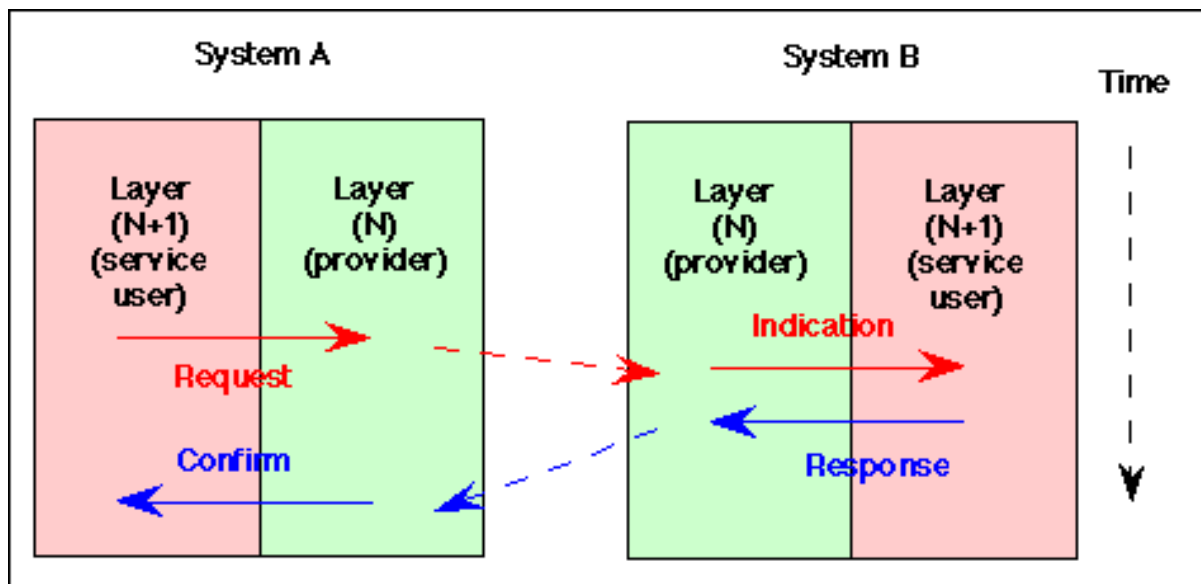 System A
System B
Time
Layer
(N+1)
(service
user)
Layer
(N)
(provider)
Layer
(N)
(provider)
Layer
(N+1)
(service
user)
Request
Indication
Confirm
Response